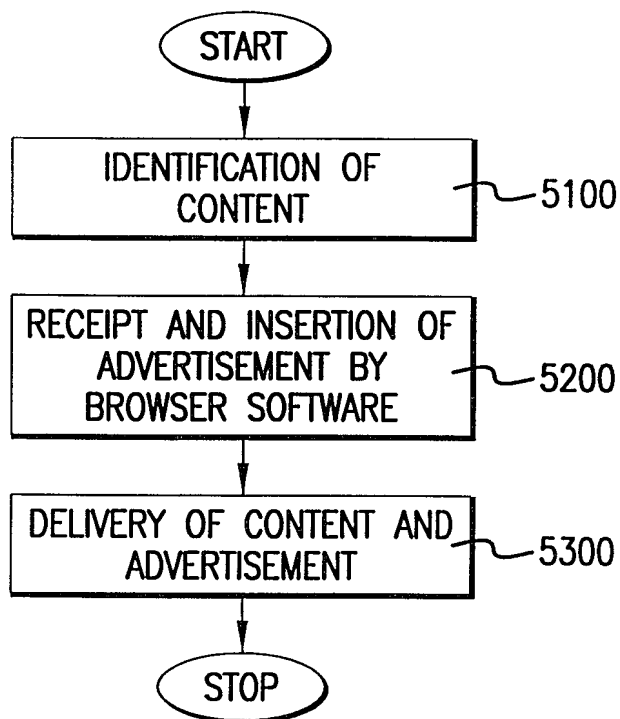 START
IDENTIFICATION OF
CONTENT
5100
RECEIPT AND INSERTION OF
ADVERTISEMENT BY
BROWSER SOFTWARE
5200
DELIVERY OF CONTENT AND
ADVERTISEMENT
5300
STOP